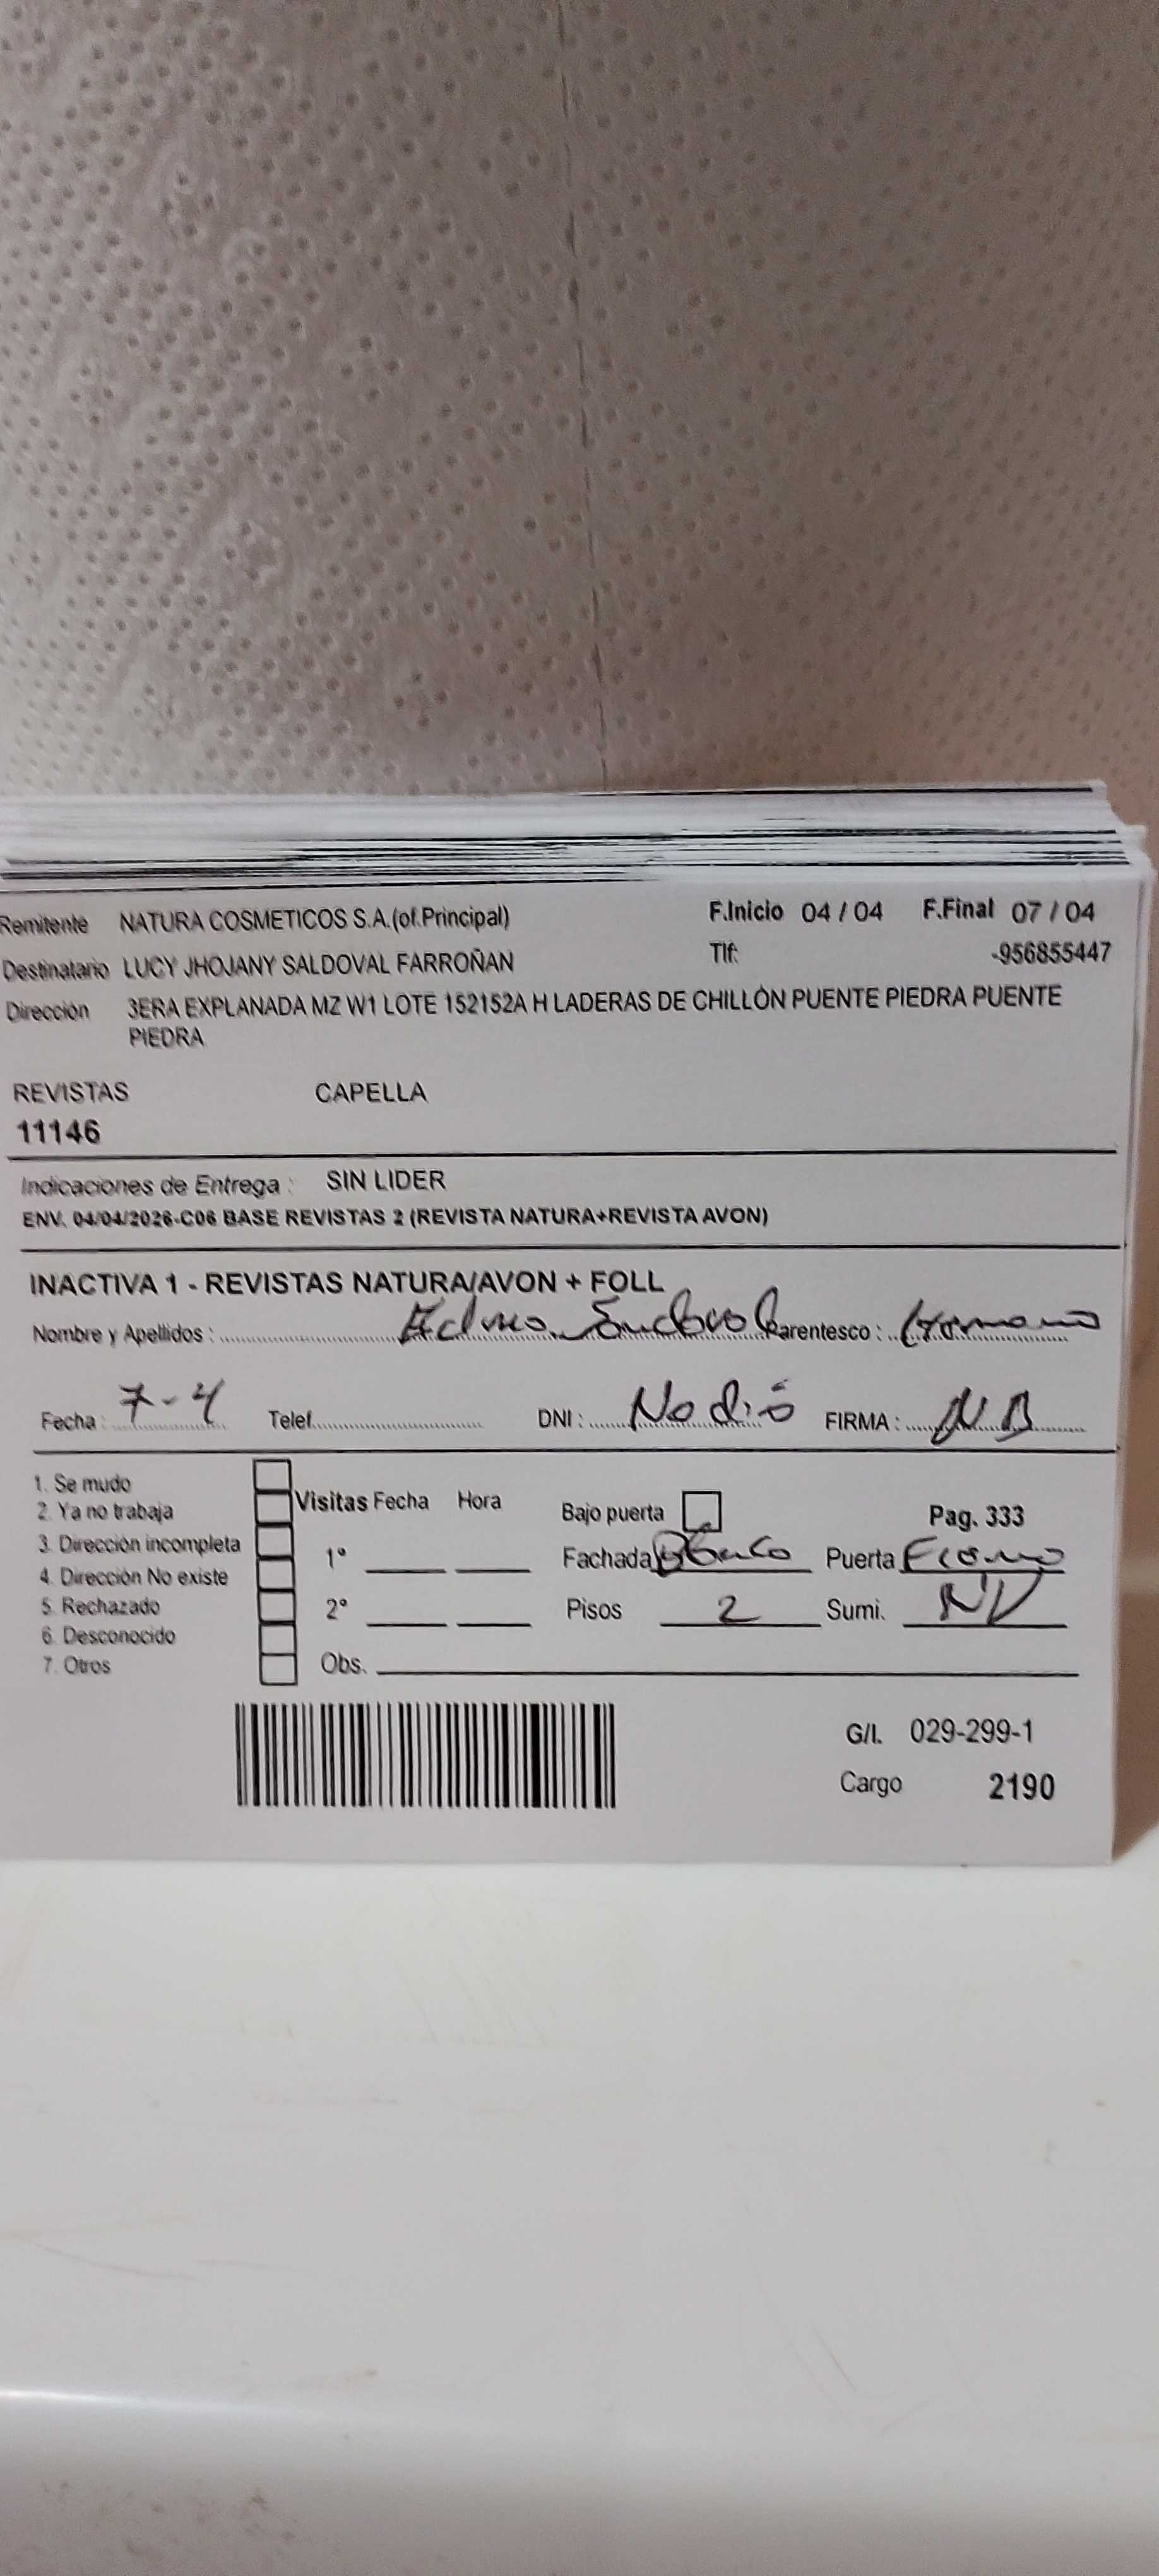 Remitente NATURA COSMETICOS S.A.(of.Principal) F.Inicio 04 / 04 F.Final 07 / 04
Destinatario LUCY JHOJANY SALDOVAL FARROÑAN Tlf: -956855447
Dirección 3ERA EXPLANADA MZ W1 LOTE 152152A H LADERAS DE CHILLÓN PUENTE PIEDRA PUENTE
PIEDRA
REVISTAS CAPELLA
11146
Indicaciones de Entrega : SIN LIDER
ENV. 04/04/2026-C06 BASE REVISTAS 2 (REVISTA NATURA+REVISTA AVON)
INACTIVA 1 - REVISTAS NATURA/AVON + FOLL
Nombre y Apellidos : Sandoval Parentesco : Hermano
Fecha : 7-4 Telef. DNI : No dió FIRMA :
1. Se mudo
2. Ya no trabaja Visitas Fecha Hora Bajo puerta Pag. 333
3. Dirección incompleta 1° Fachada Blanco Puerta
4. Dirección No existe
5. Rechazado 2° Pisos 2 Sumi. NV
6. Desconocido
7. Otros Obs.
G/I. 029-299-1
Cargo 2190